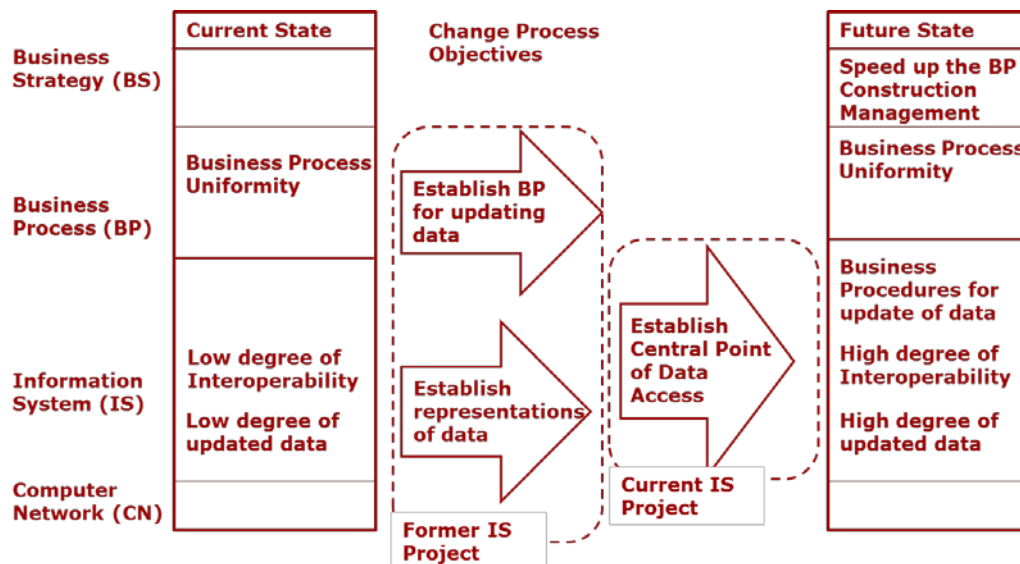 Current State
Change Process
Objectives
Future State
Business
Strategy (BS)
Speed up the BP
Construction
Management
Business Process
Uniformity
Business Process
Uniformity
Establish BP
for updating
data
Business
Process (BP)
Business
Procedures for
update of data
Establish
Central Point
of Data
Access
Low degree of
Interoperability
High degree of
Interoperability
Information
System (IS)
Establish
representations
of data
Low degree of
updated data
High degree of
updated data
Computer
Network (CN)
Current IS
Project
Former IS
Project